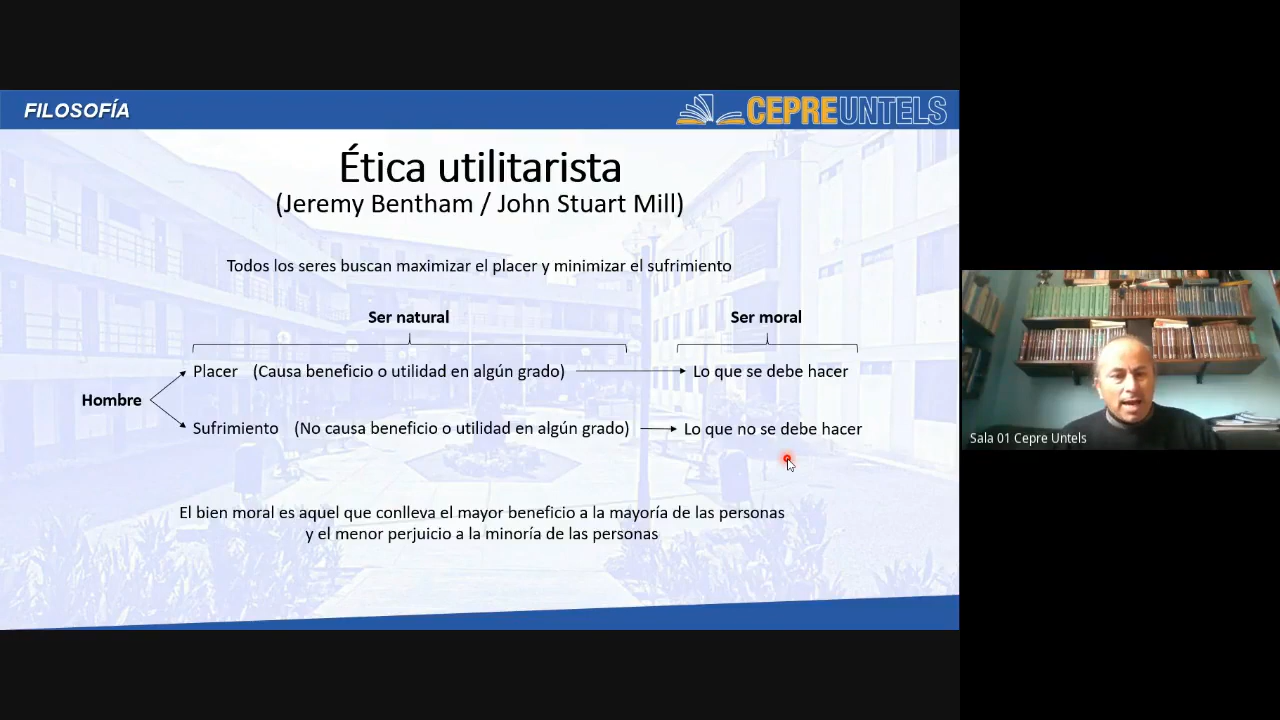 FILOSOFÍA
CEPREUNTELS
Ética utilitarista
(Jeremy Bentham / John Stuart Mill)
Todos los seres buscan maximizar el placer y minimizar el sufrimiento
Ser natural
Ser moral
Placer (Causa beneficio o utilidad en algún grado)
Lo que se debe hacer
Hombre
Sufrimiento (No causa beneficio o utilidad en algún grado)
Lo que no se debe hacer
El bien moral es aquel que conlleva el mayor beneficio a la mayoría de las personas
y el menor perjuicio a la minoría de las personas
Sala 01 Cepre Untels